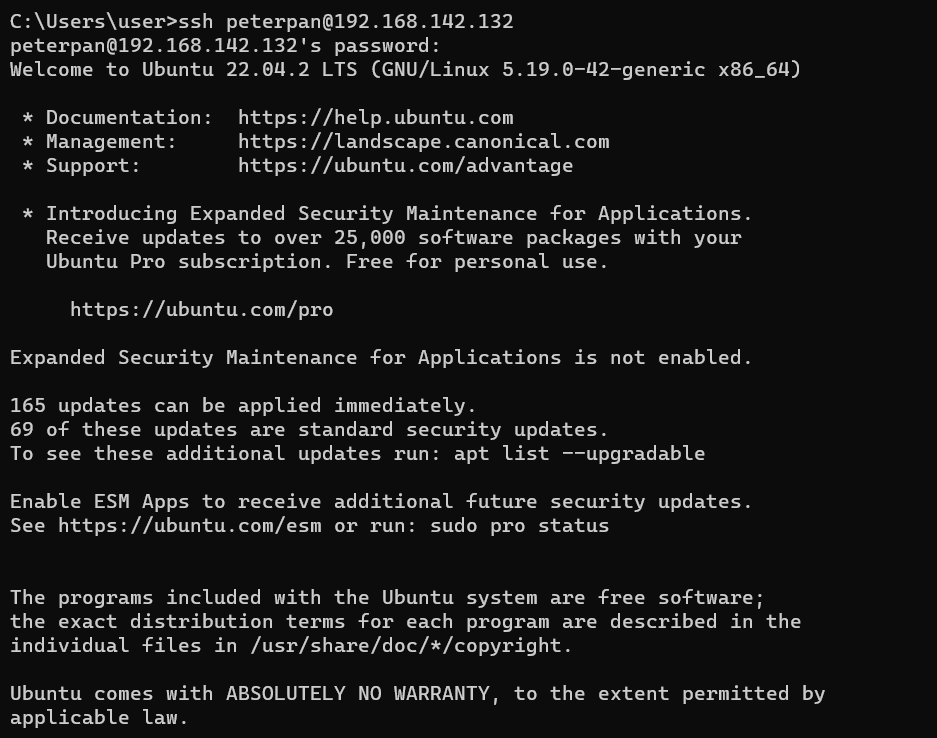 C:\Users\user>ssh peterpan@192.168.142.132
peterpan@192.168.142.132's password:
Welcome to Ubuntu 22.04.2 LTS (GNU/Linux 5.19.0-42-generic x86_64)

 * Documentation:  https://help.ubuntu.com
 * Management:     https://landscape.canonical.com
 * Support:        https://ubuntu.com/advantage

 * Introducing Expanded Security Maintenance for Applications.
   Receive updates to over 25,000 software packages with your
   Ubuntu Pro subscription. Free for personal use.

     https://ubuntu.com/pro

Expanded Security Maintenance for Applications is not enabled.

165 updates can be applied immediately.
69 of these updates are standard security updates.
To see these additional updates run: apt list --upgradable

Enable ESM Apps to receive additional future security updates.
See https://ubuntu.com/esm or run: sudo pro status


The programs included with the Ubuntu system are free software;
the exact distribution terms for each program are described in the
individual files in /usr/share/doc/*/copyright.

Ubuntu comes with ABSOLUTELY NO WARRANTY, to the extent permitted by
applicable law.